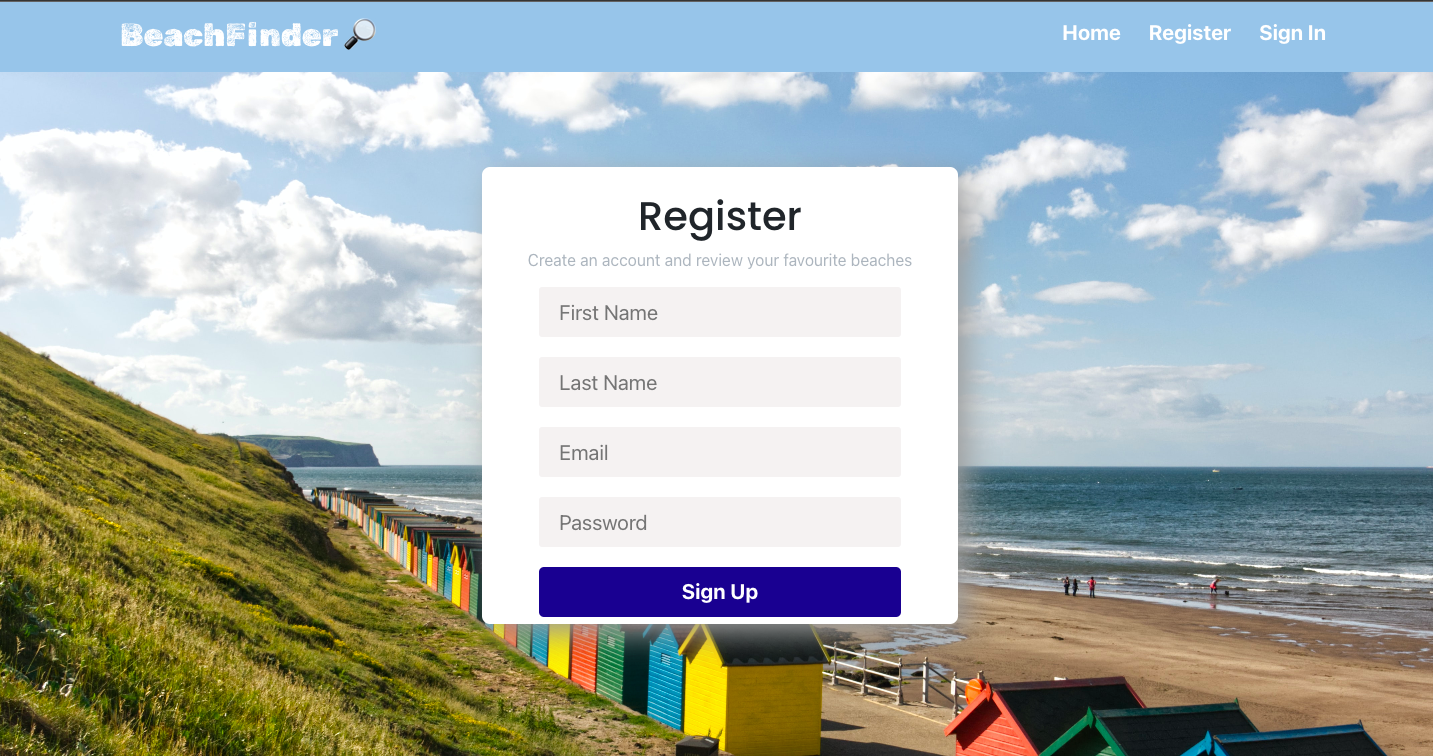 BeachFinder
Home Register Sign In
Register
Create an account and review your favourite beaches
First Name
Last Name
Email
Password
Sign Up